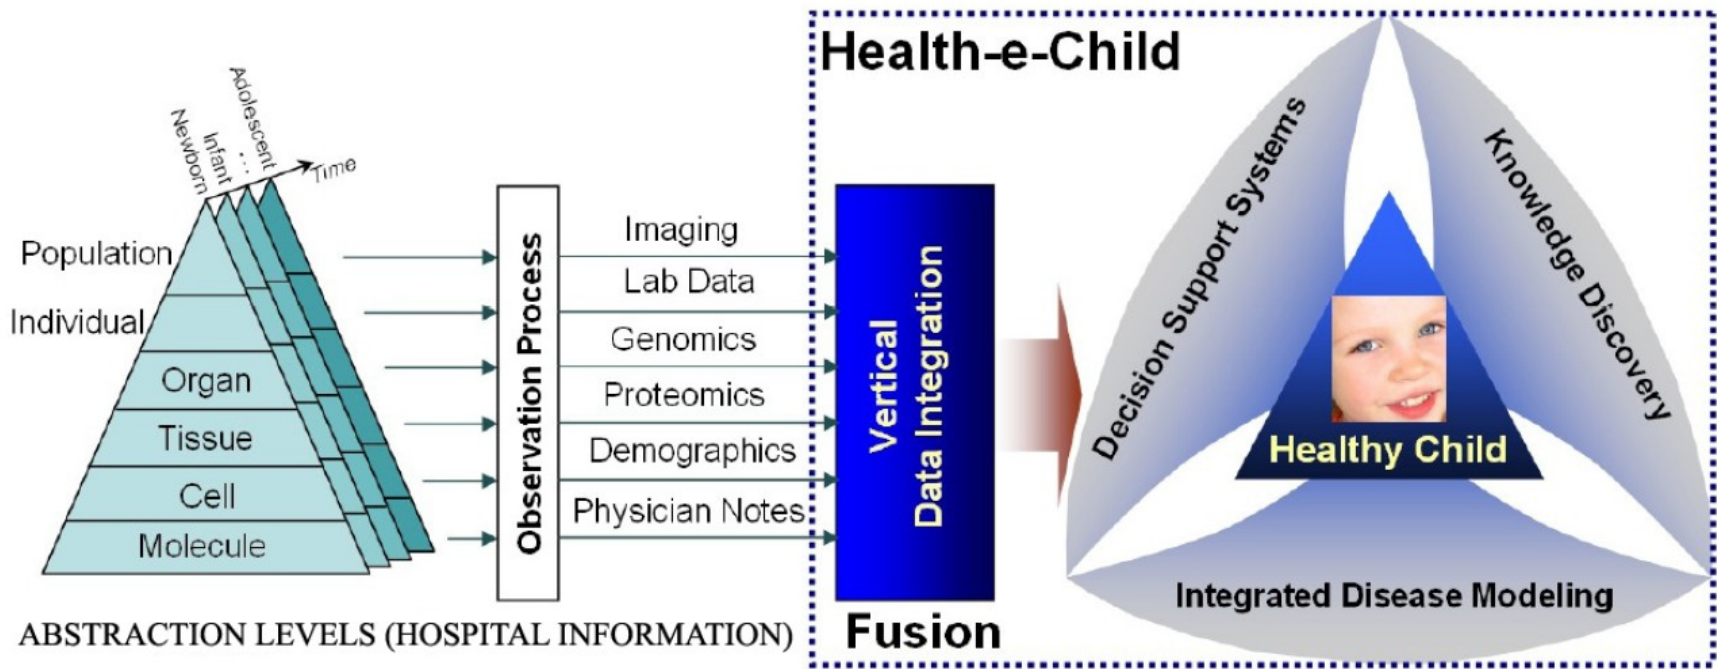 Health-e-Child
Newborn
Infant
...
Adolescent
Time
Population
Individual
Organ
Tissue
Cell
Molecule
Observation Process
Imaging
Lab Data
Genomics
Proteomics
Demographics
Physician Notes
Vertical
Data Integration
Fusion
Decision Support Systems
Knowledge Discovery
Healthy Child
Integrated Disease Modeling
ABSTRACTION LEVELS (HOSPITAL INFORMATION)